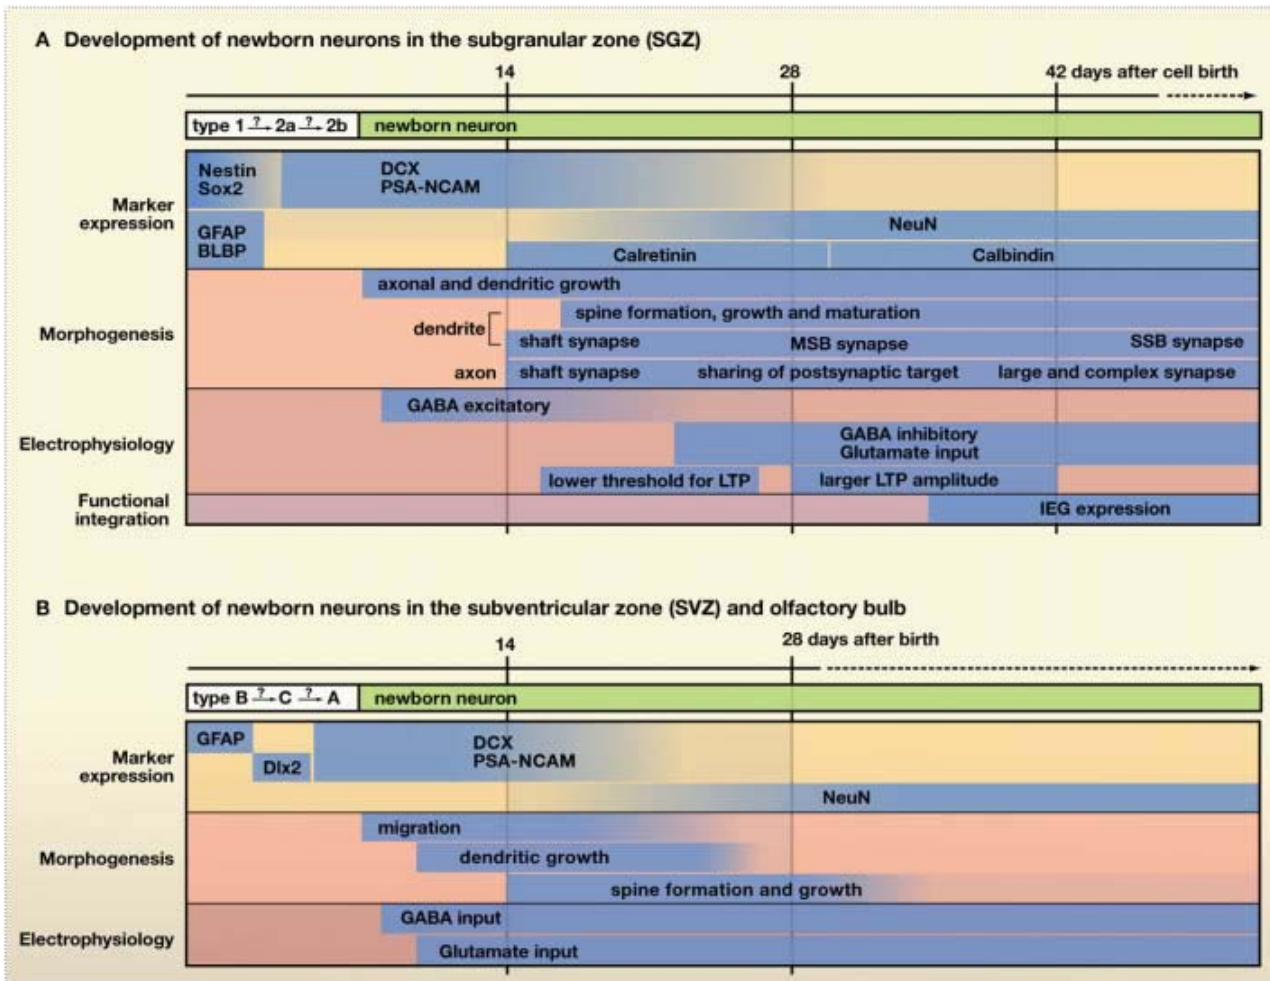 A Development of newborn neurons in the subgranular zone (SGZ)
14
28
42 days after cell birth
type 1 ?→ 2a ?→ 2b
newborn neuron
Marker
expression
Nestin
Sox2
DCX
PSA-NCAM
GFAP
BLBP
NeuN
Calretinin
Calbindin
Morphogenesis
axonal and dendritic growth
dendrite
spine formation, growth and maturation
shaft synapse
MSB synapse
SSB synapse
axon
shaft synapse
sharing of postsynaptic target
large and complex synapse
Electrophysiology
GABA excitatory
GABA inhibitory
Glutamate input
lower threshold for LTP
larger LTP amplitude
Functional
integration
IEG expression
B Development of newborn neurons in the subventricular zone (SVZ) and olfactory bulb
14
28 days after birth
type B ?→ C ?→ A
newborn neuron
Marker
expression
GFAP
Dlx2
DCX
PSA-NCAM
NeuN
Morphogenesis
migration
dendritic growth
spine formation and growth
Electrophysiology
GABA input
Glutamate input